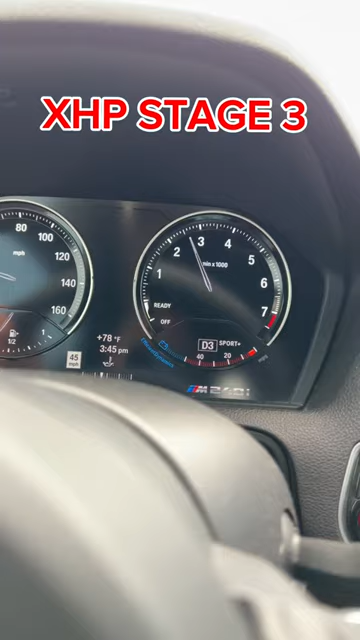 XHP STAGE 3
80
100
mph
120
140
160
1/2
1
+78 °F
3:45 pm
45
mph
1
2
3
4
5
6
7
min x 1000
READY
OFF
D3 SPORT+
40
20
M240i